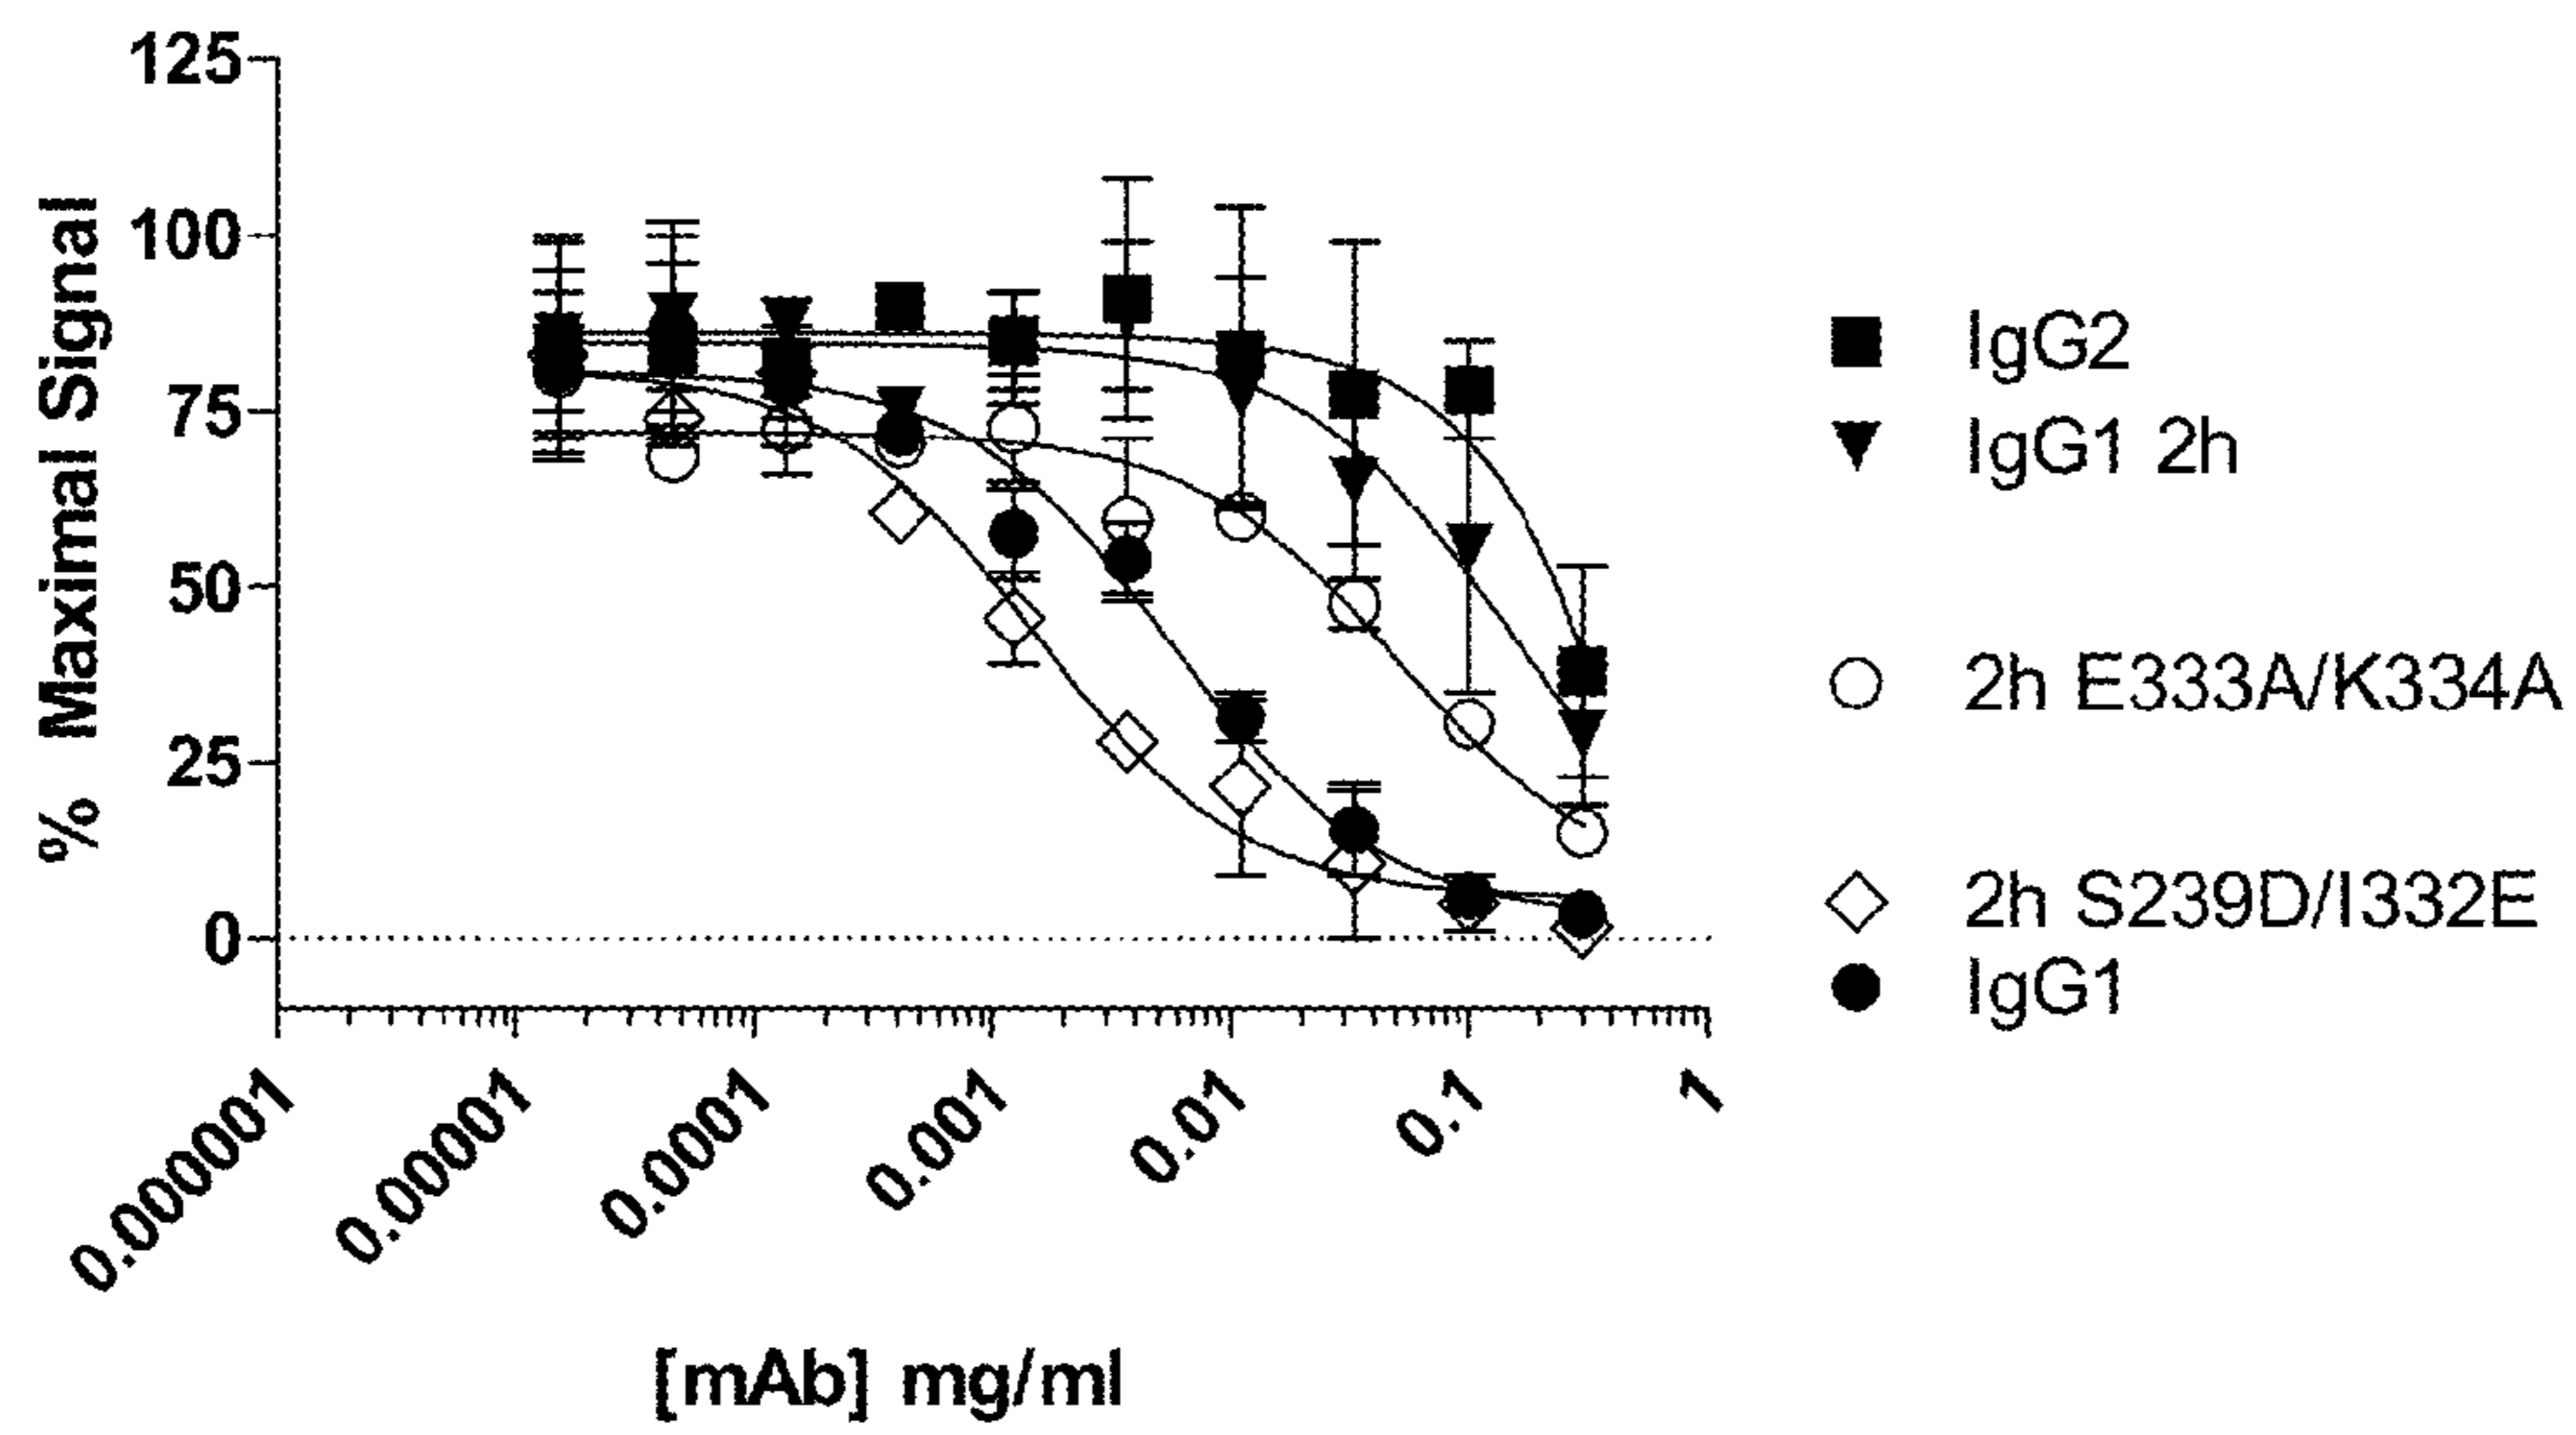 % Maximal Signal
125
100
75
50
25
0
0.000001
0.00001
0.0001
0.001
0.01
0.1
1
[mAb] mg/ml
IgG2
IgG1 2h
2h E333A/K334A
2h S239D/I332E
IgG1